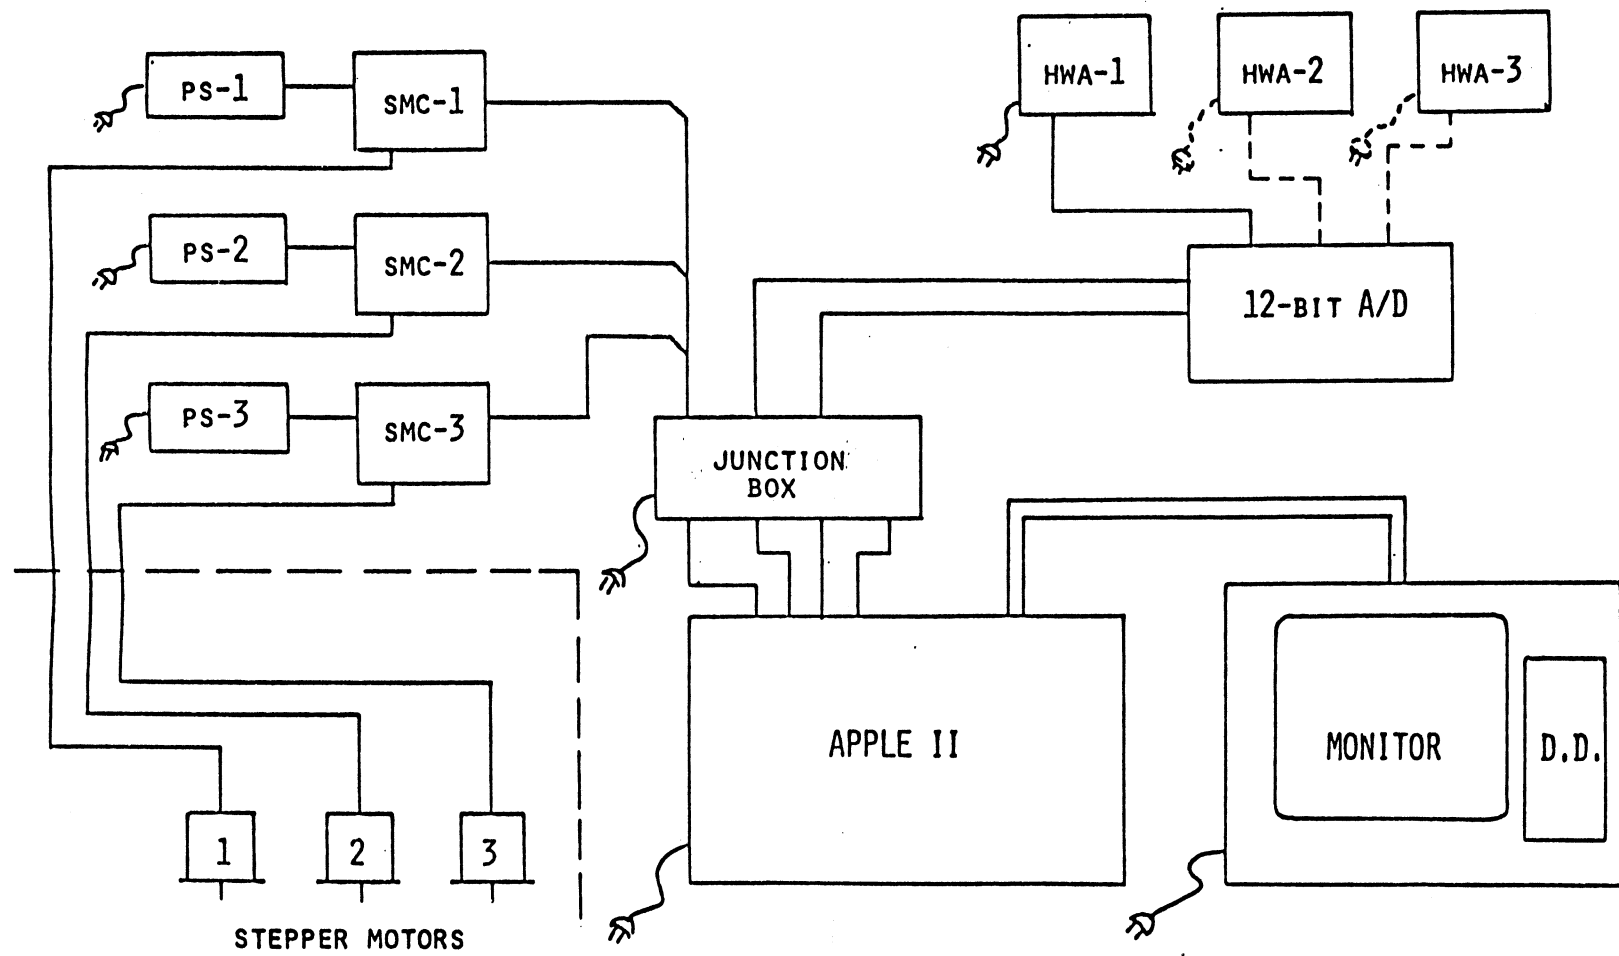 PS-1
SMC-1
HWA-1
HWA-2
HWA-3
PS-2
SMC-2
12-BIT A/D
PS-3
SMC-3
JUNCTION
BOX
APPLE II
MONITOR
D.D.
1
2
3
STEPPER MOTORS